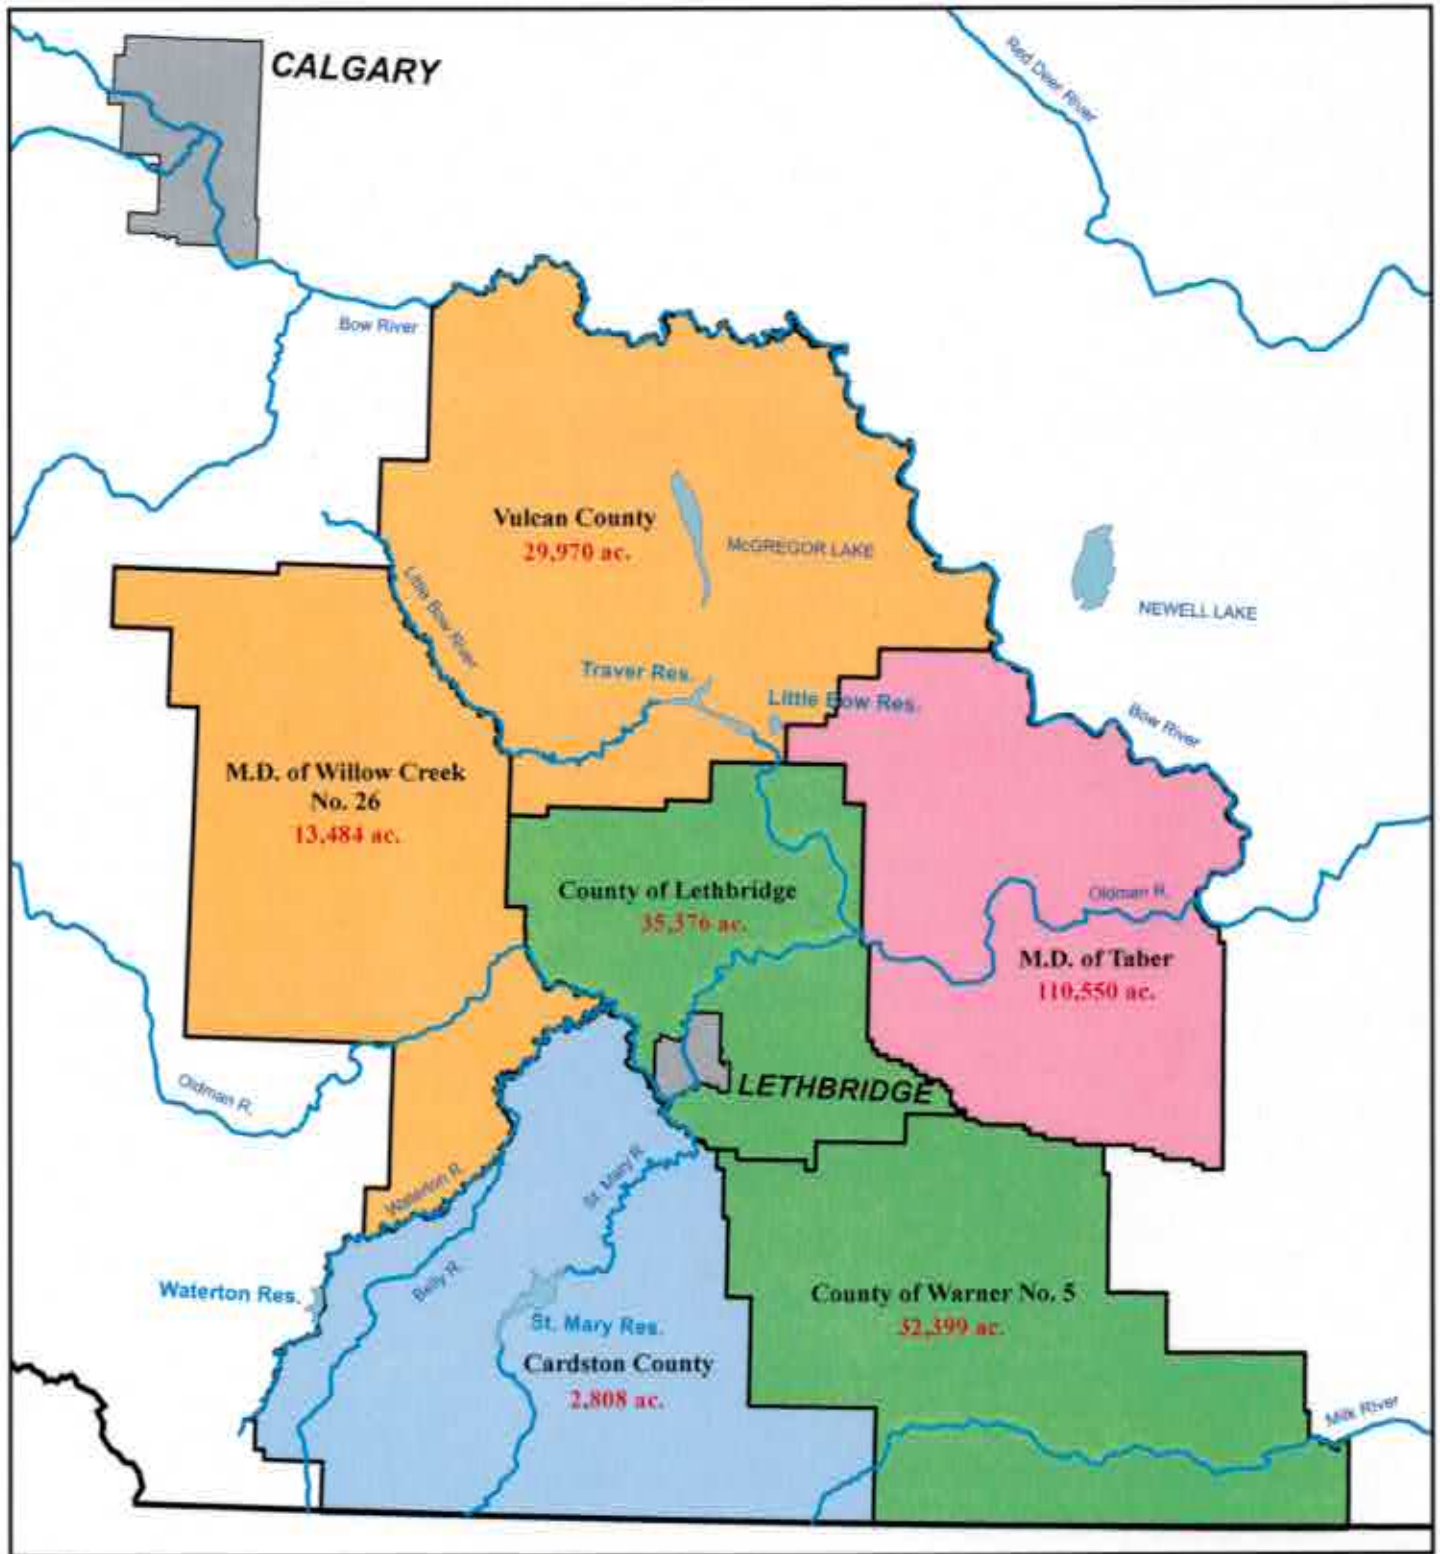 CALGARY
Red Deer River
Bow River
Vulcan County
29,970 ac.
McGREGOR LAKE
NEWELL LAKE
Little Bow River
Traver Res.
Little Bow Res.
Bow River
M.D. of Willow Creek
No. 26
13,484 ac.
County of Lethbridge
35,376 ac.
Oldman R.
M.D. of Taber
110,550 ac.
LETHBRIDGE
Oldman R.
St. Mary R.
Waterton R.
Belly R.
Waterton Res.
County of Warner No. 5
32,399 ac.
St. Mary Res.
Cardston County
2,808 ac.
Milk River